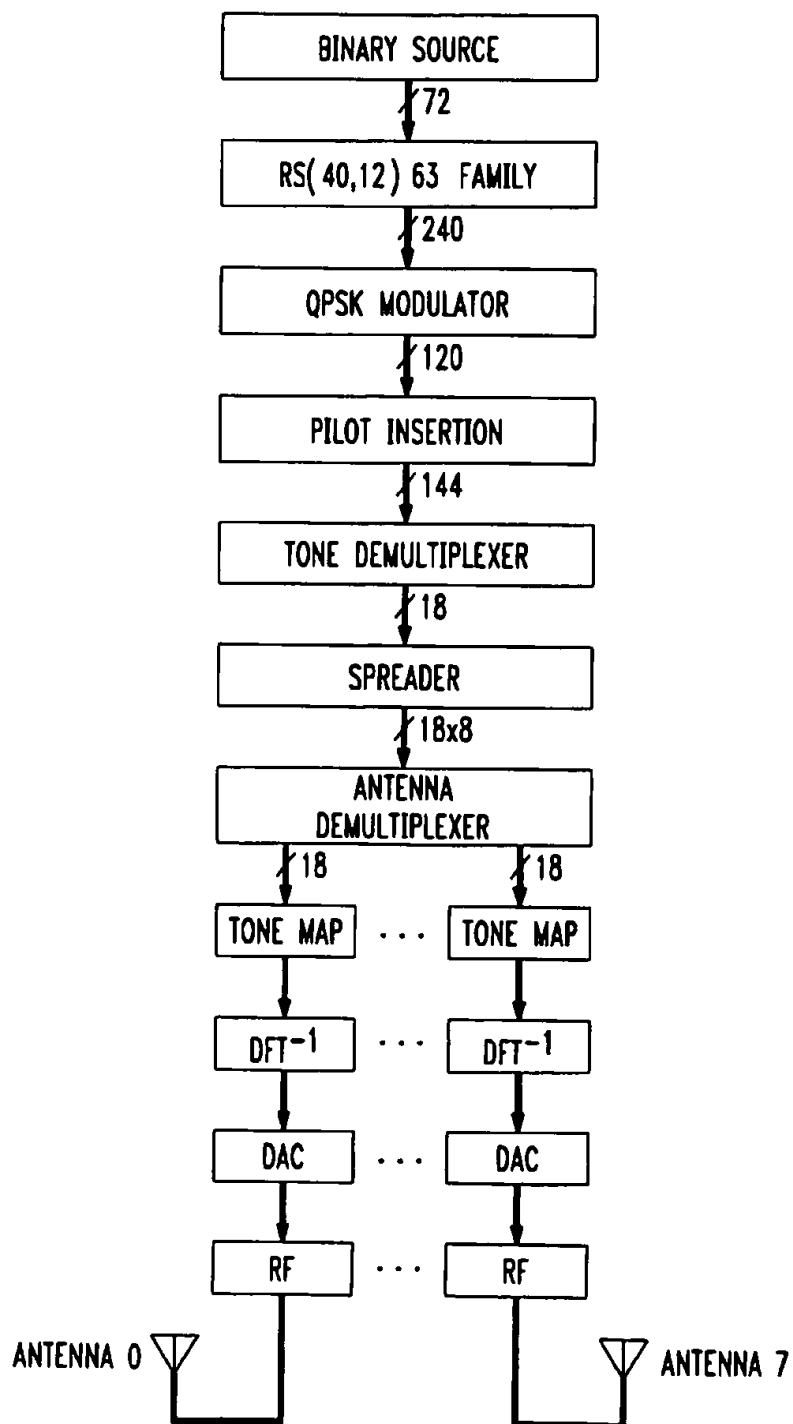 BINARY SOURCE
72
RS(40,12) 63 FAMILY
240
QPSK MODULATOR
120
PILOT INSERTION
144
TONE DEMULTIPLEXER
18
SPREADER
18x8
ANTENNA
DEMULTIPLEXER
18 18
TONE MAP ... TONE MAP
DFT⁻¹ ... DFT⁻¹
DAC ... DAC
RF ... RF
ANTENNA 0 ANTENNA 7